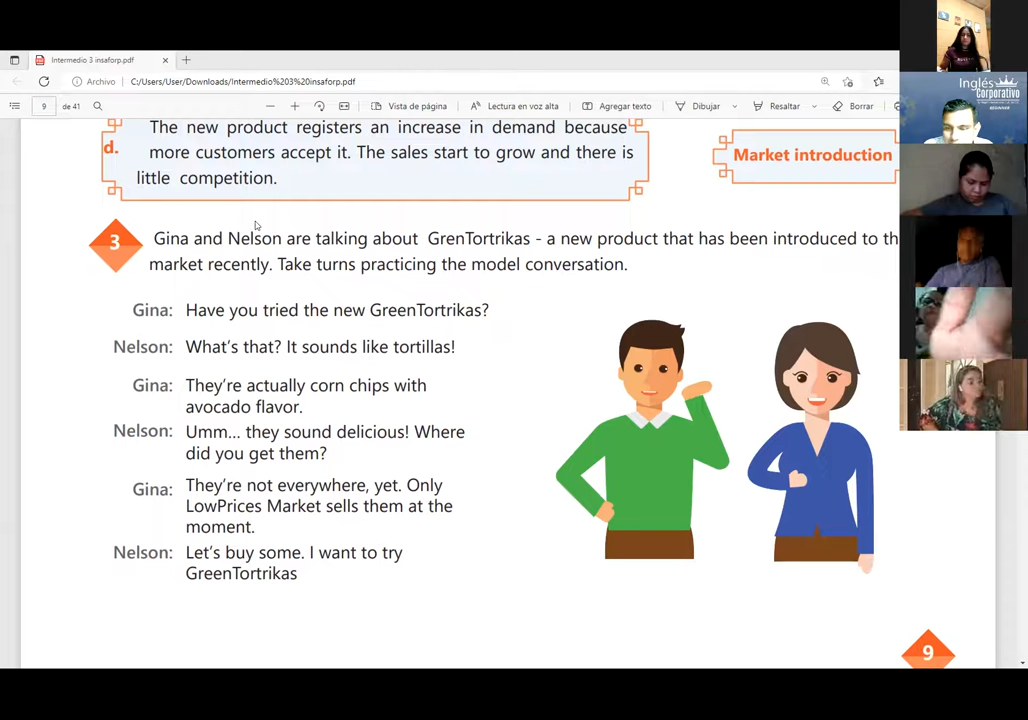 Intermedio 3 insaforp.pdf
Archivo C:/Users/User/Downloads/Intermedio%203%20insaforp.pdf
9 de 41 Vista de página Lectura en voz alta Agregar texto Dibujar Resaltar Borrar
Inglés
Corporativo
BEGINNER
The new product registers an increase in demand because
d. more customers accept it. The sales start to grow and there is
little competition.
Market introduction
3 Gina and Nelson are talking about GrenTortrikas - a new product that has been introduced to th
market recently. Take turns practicing the model conversation.
Gina: Have you tried the new GreenTortrikas?
Nelson: What's that? It sounds like tortillas!
Gina: They're actually corn chips with
avocado flavor.
Nelson: Umm... they sound delicious! Where
did you get them?
Gina: They're not everywhere, yet. Only
LowPrices Market sells them at the
moment.
Nelson: Let's buy some. I want to try
GreenTortrikas
9